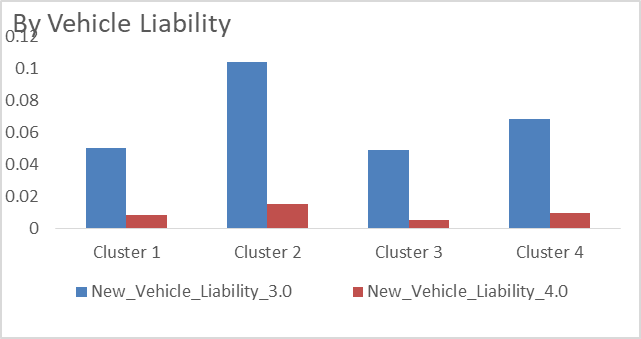 By Vehicle Liability
0.12
0.1
0.08
0.06
0.04
0.02
0
Cluster 1 Cluster 2 Cluster 3 Cluster 4
New_Vehicle_Liability_3.0 New_Vehicle_Liability_4.0